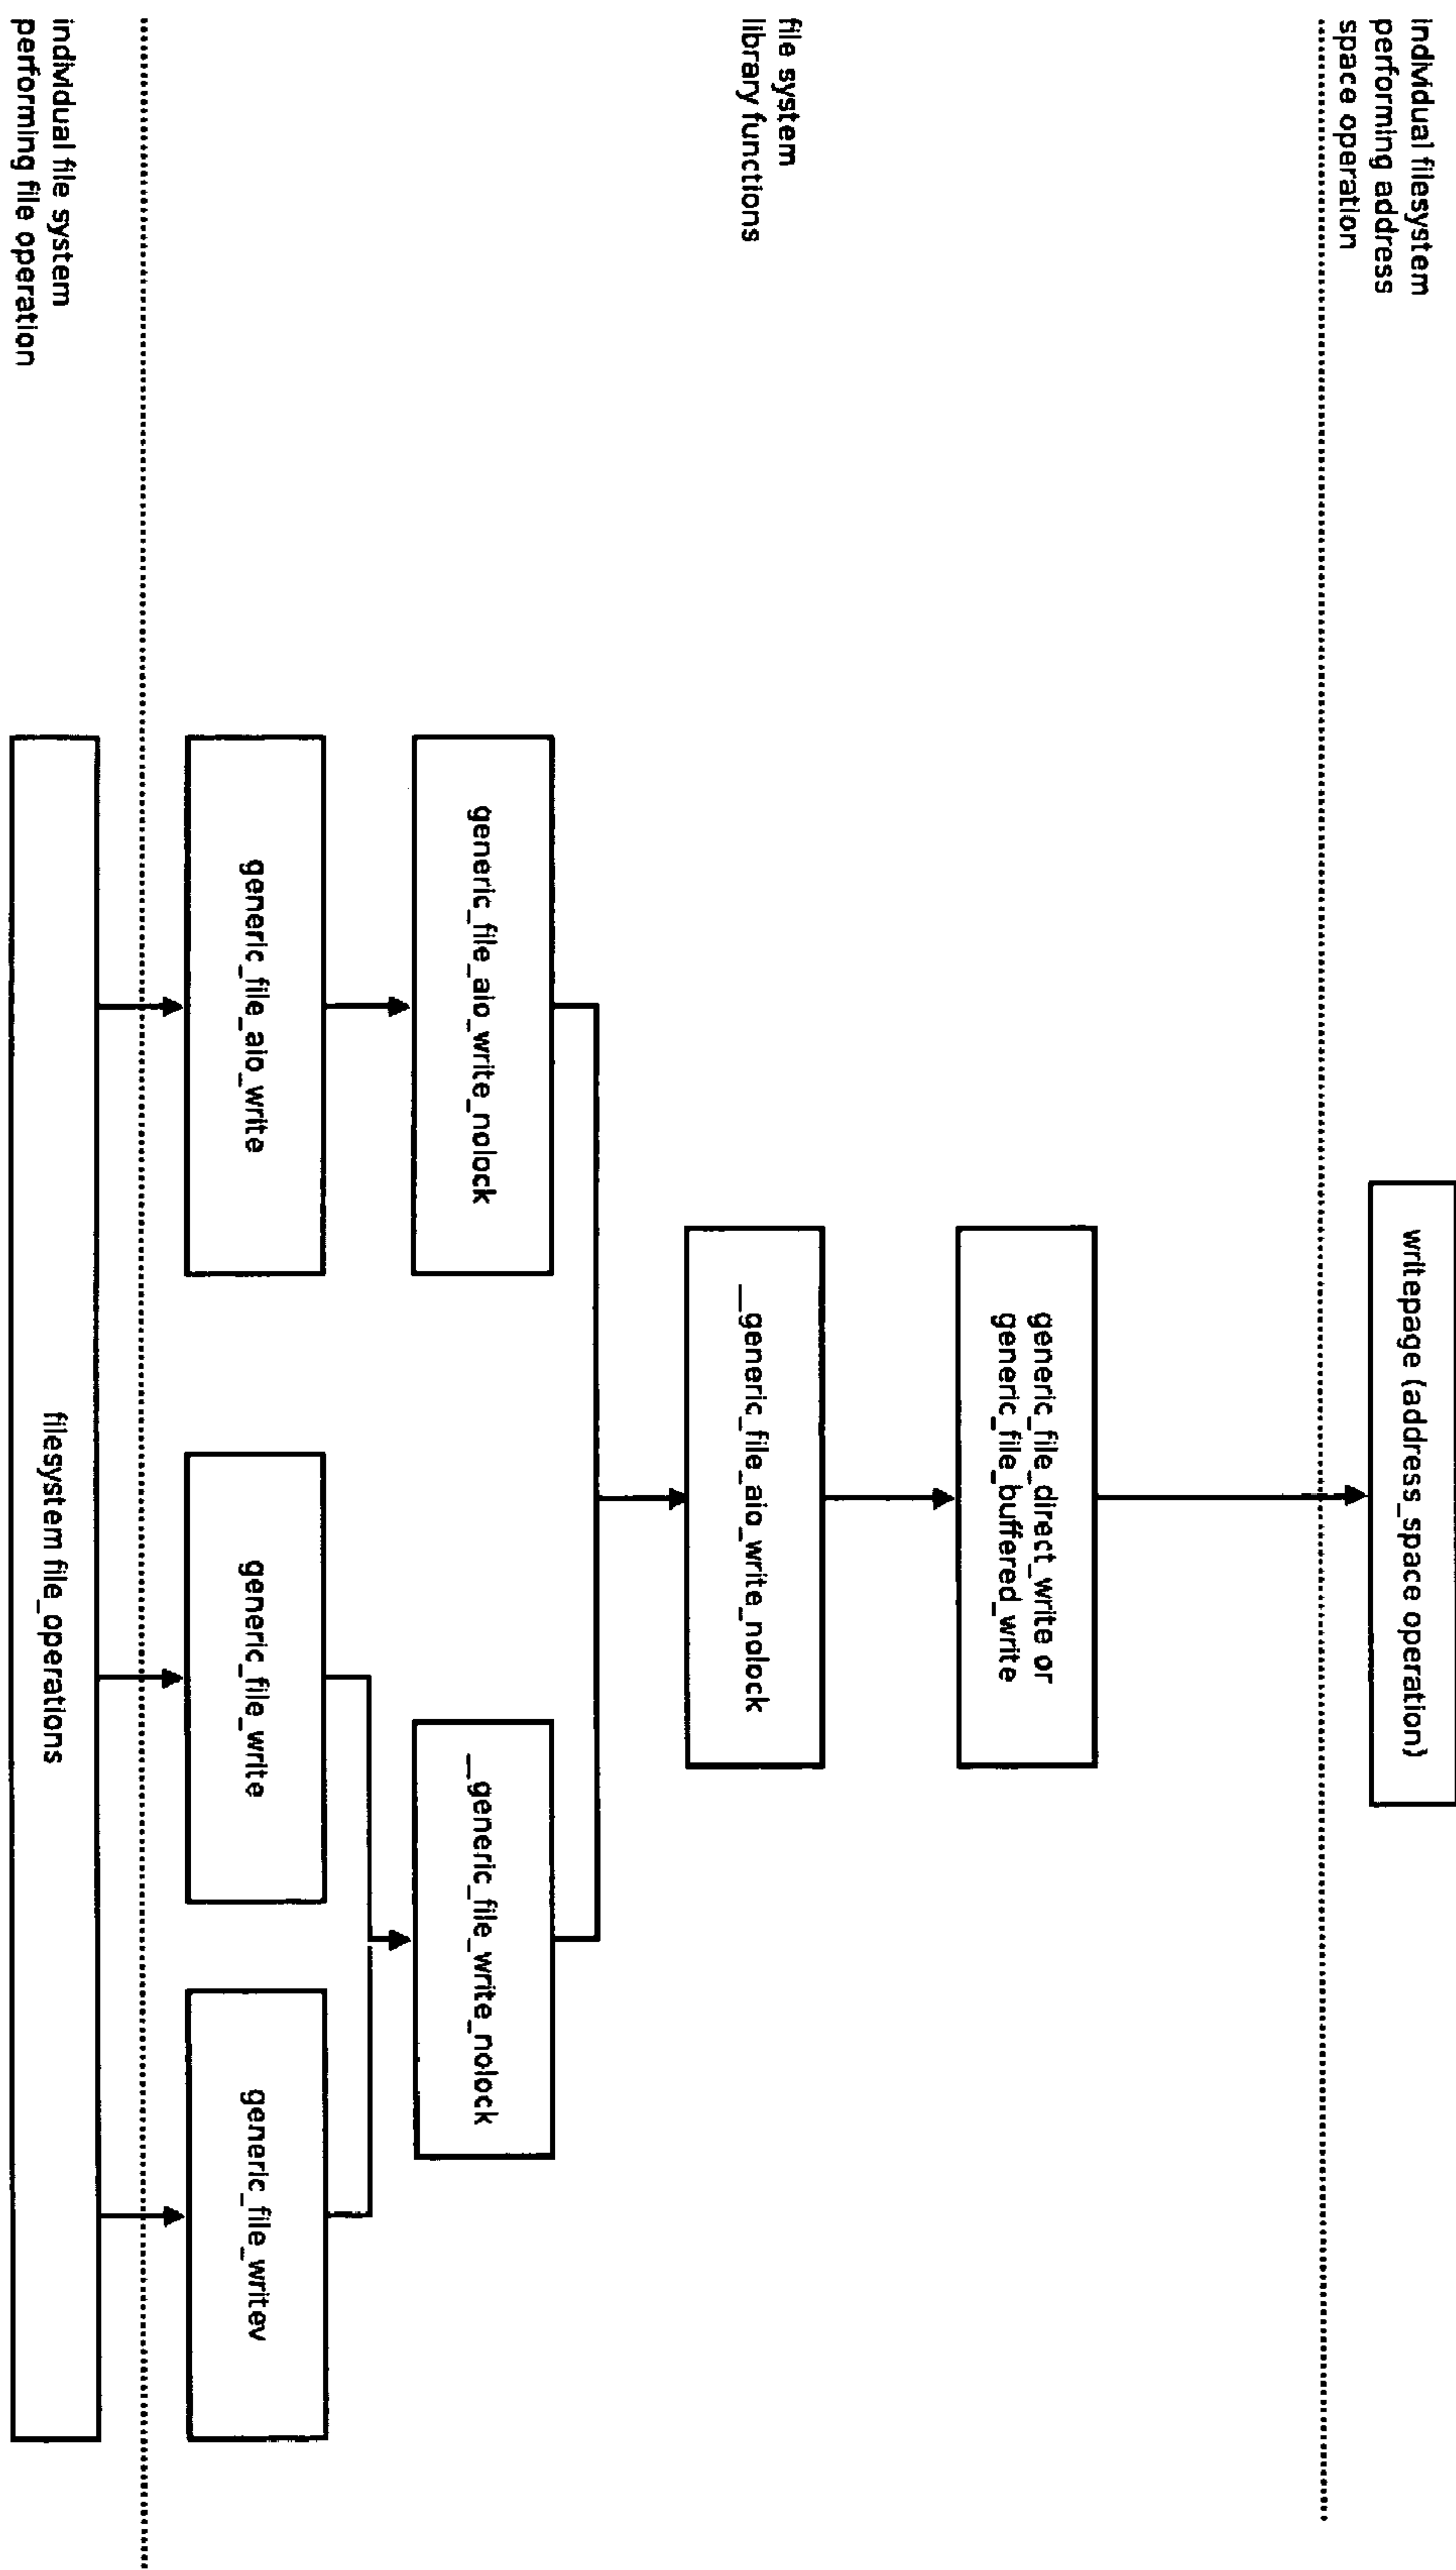 individual filesystem
performing address
space operation
writepage (address_space operation)
generic_file_direct_write or
generic_file_buffered_write
file system
library functions
__generic_file_aio_write_nolock
generic_file_aio_write_nolock
__generic_file_write_nolock
generic_file_aio_write
generic_file_write
generic_file_writev
individual file system
performing file operation
filesystem file_operations